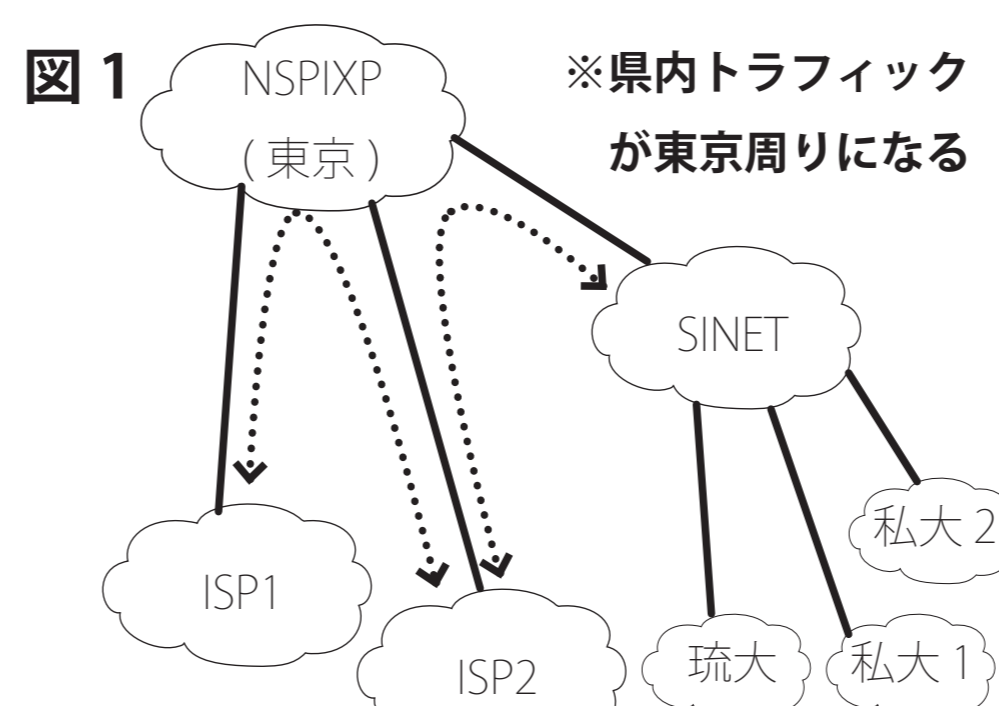 図 1
※県内トラフィック
が東京周りになる
NSPIXP
( 東京 )
SINET
私大 2
ISP1
ISP2
琉大
私大 1